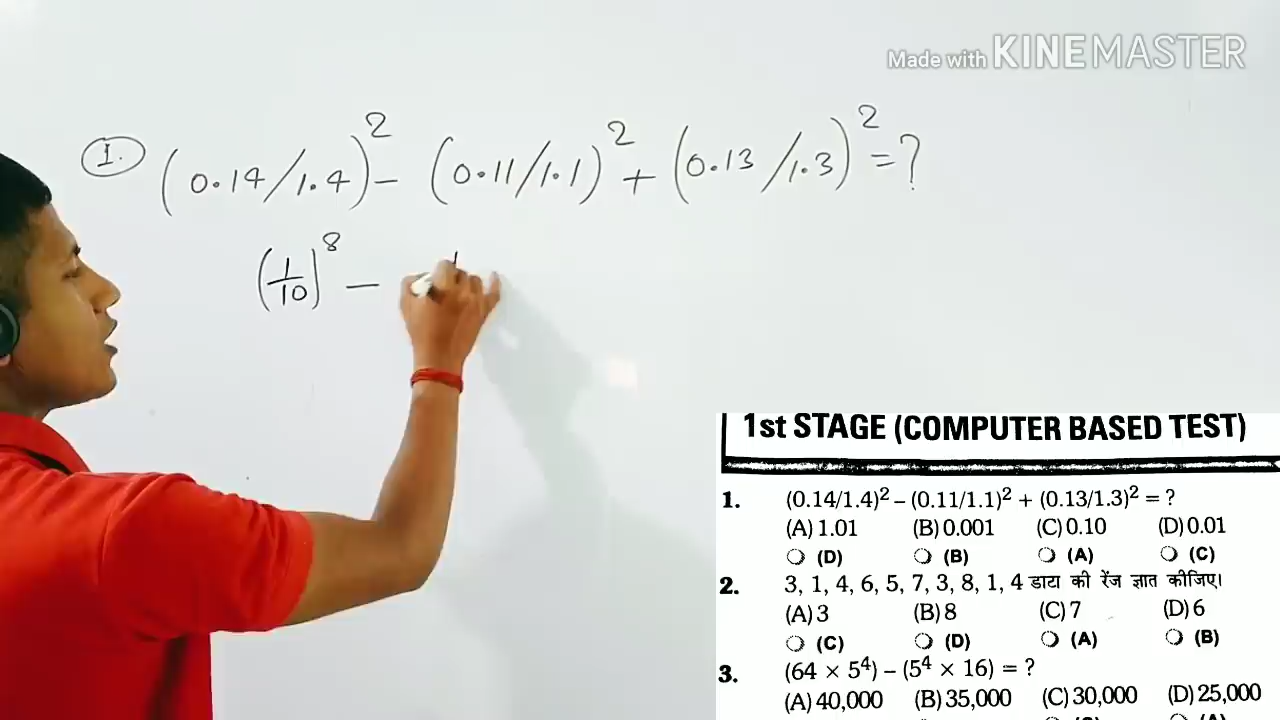 Made with KINEMASTER
1. (0.14/1.4)² - (0.11/1.1)² + (0.13/1.3)² = ?
(1/10)⁸ -
1st STAGE (COMPUTER BASED TEST)
1. (0.14/1.4)² – (0.11/1.1)² + (0.13/1.3)² = ?
(A) 1.01 (B) 0.001 (C) 0.10 (D) 0.01
(D) (B) (A) (C)
2. 3, 1, 4, 6, 5, 7, 3, 8, 1, 4 डाटा की रेंज ज्ञात कीजिए।
(A) 3 (B) 8 (C) 7 (D) 6
(C) (D) (A) (B)
3. (64 × 5⁴) – (5⁴ × 16) = ?
(A) 40,000 (B) 35,000 (C) 30,000 (D) 25,000